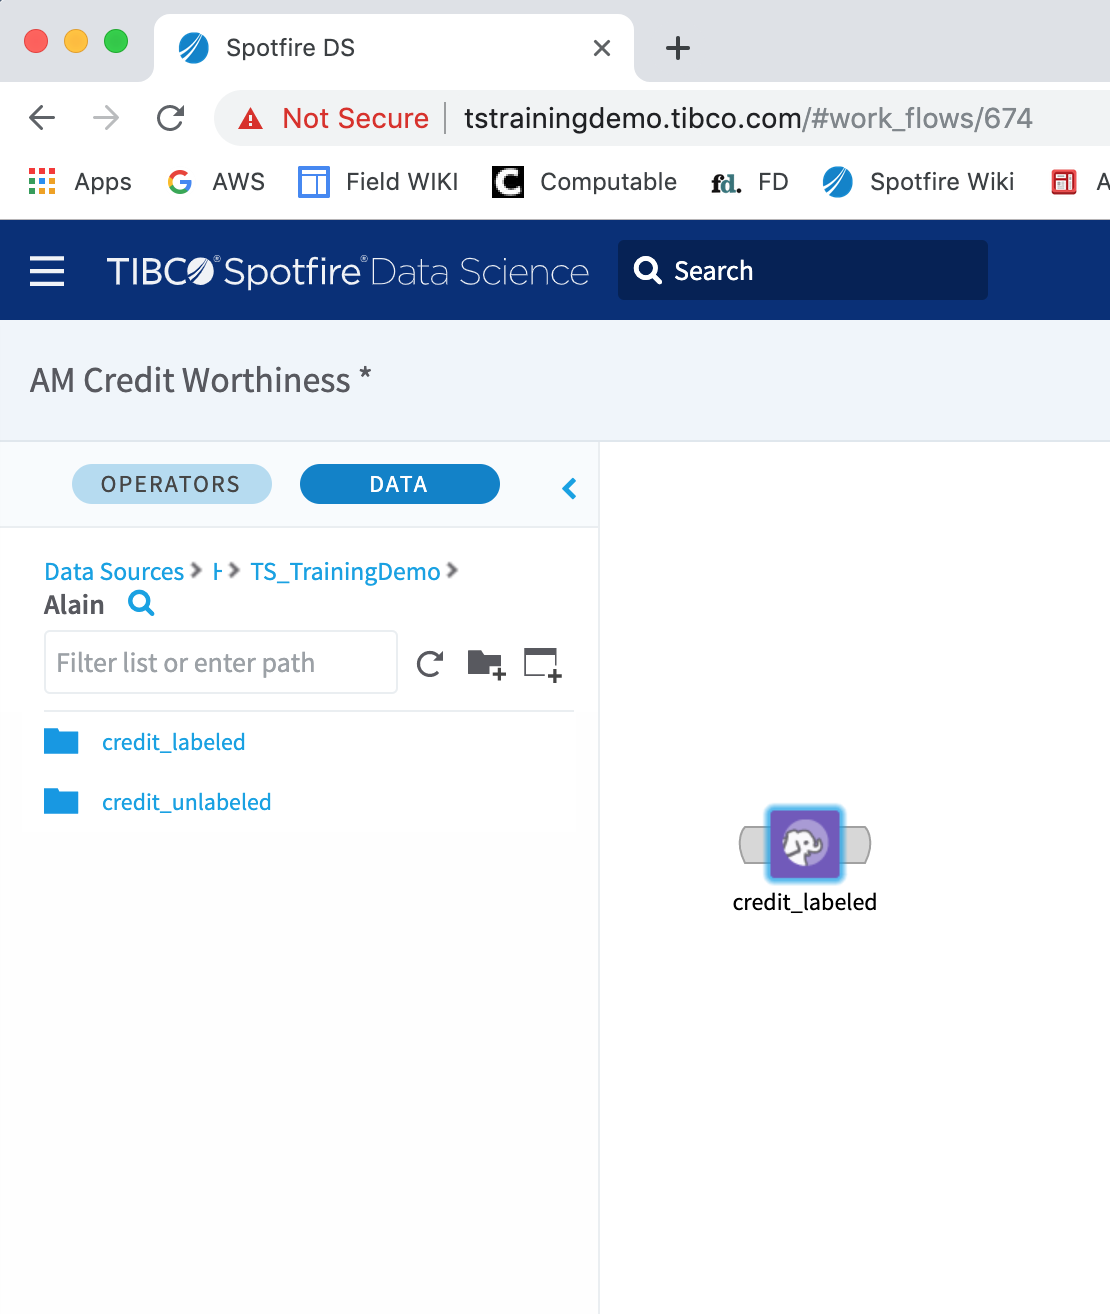 Spotfire DS
Not Secure | tstrainingdemo.tibco.com/#work_flows/674
Apps AWS Field WIKI Computable fd. FD Spotfire Wiki A
TIBCO® Spotfire® Data Science Search
AM Credit Worthiness *
OPERATORS DATA
Data Sources > H > TS_TrainingDemo >
Alain
Filter list or enter path
credit_labeled
credit_unlabeled
credit_labeled